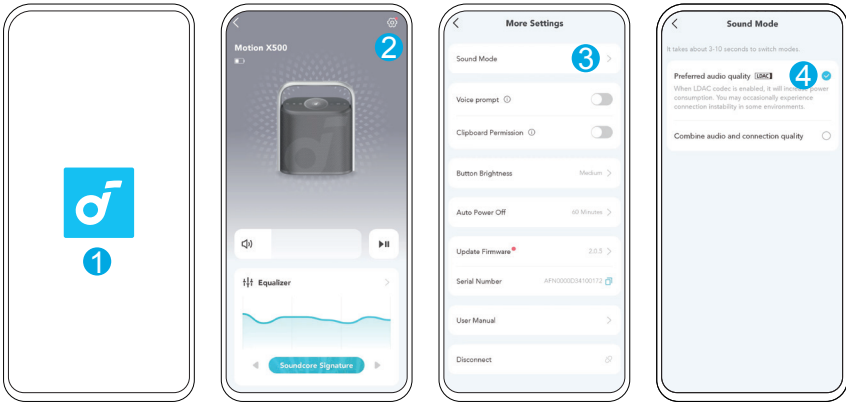 1
2
Motion X500
Equalizer
Soundcore Signature
More Settings
Sound Mode
3
Voice prompt
Clipboard Permission
Button Brightness
Medium
Auto Power Off
60 Minutes
Update Firmware
3.0.5
Serial Number
AFN0000D34100112
User Manual
Disconnect
Sound Mode
It takes about 3-10 seconds to switch modes.
Preferred audio quality LDAC
4
When LDAC codec is enabled, it will increase power
consumption. You may occasionally experience
connection instability in some environments.
Combine audio and connection quality